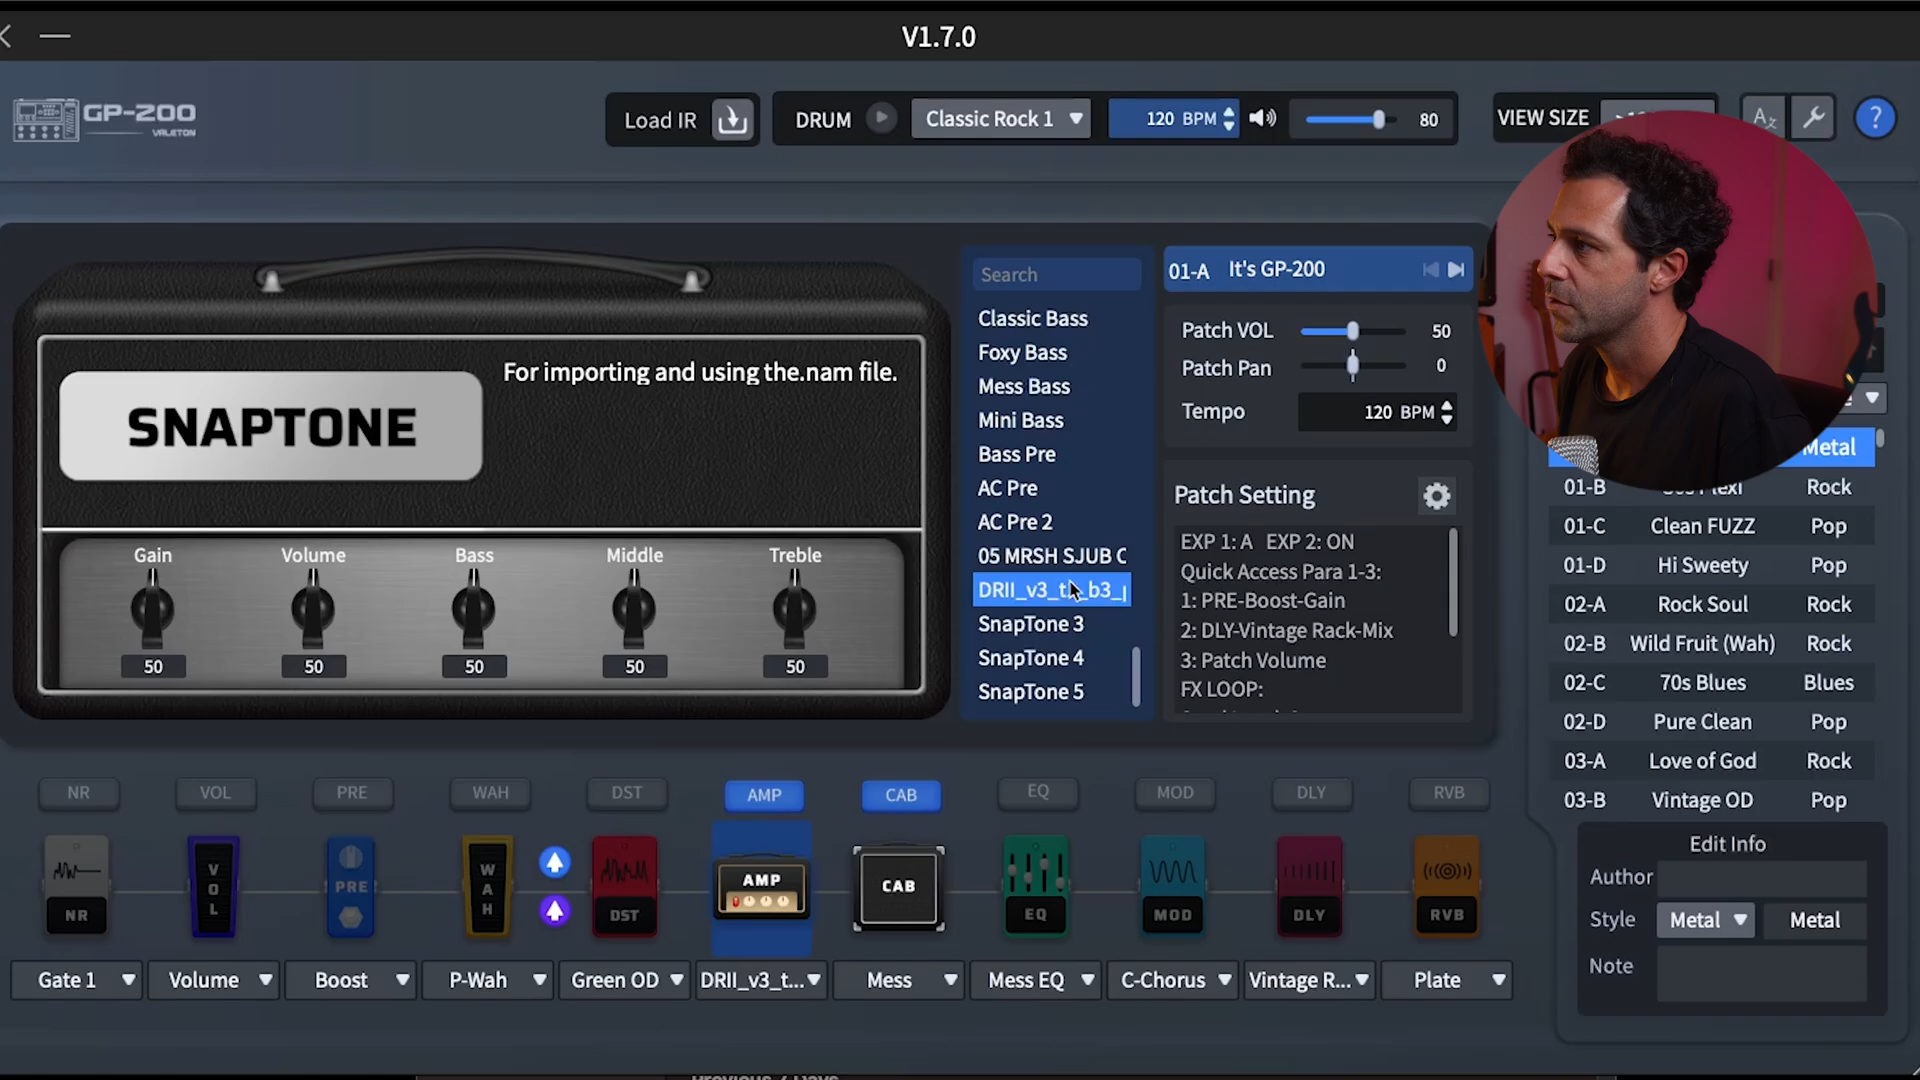 V1.7.0
GP-200
VALETON
Load IR
DRUM
Classic Rock 1
120 BPM
80
VIEW SIZE
?
SNAPTONE
For importing and using the.nam file.
Gain
Volume
Bass
Middle
Treble
50
50
50
50
50
Search
Classic Bass
Foxy Bass
Mess Bass
Mini Bass
Bass Pre
AC Pre
AC Pre 2
05 MRSH SJUB C
DRII_v3_t _b3_
SnapTone 3
SnapTone 4
SnapTone 5
01-A It's GP-200
Patch VOL 50
Patch Pan 0
Tempo 120 BPM
Patch Setting
EXP 1: A EXP 2: ON
Quick Access Para 1-3:
1: PRE-Boost-Gain
2: DLY-Vintage Rack-Mix
3: Patch Volume
FX LOOP:
Metal
01-B Rock
01-C Clean FUZZ Pop
01-D Hi Sweety Pop
02-A Rock Soul Rock
02-B Wild Fruit (Wah) Rock
02-C 70s Blues Blues
02-D Pure Clean Pop
03-A Love of God Rock
03-B Vintage OD Pop
Edit Info
Author
Style Metal Metal
Note
NR VOL PRE WAH DST AMP CAB EQ MOD DLY RVB
NR VOL PRE WAH DST AMP CAB EQ MOD DLY RVB
Gate 1 Volume Boost P-Wah Green OD DRII_v3_t... Mess Mess EQ C-Chorus Vintage R... Plate